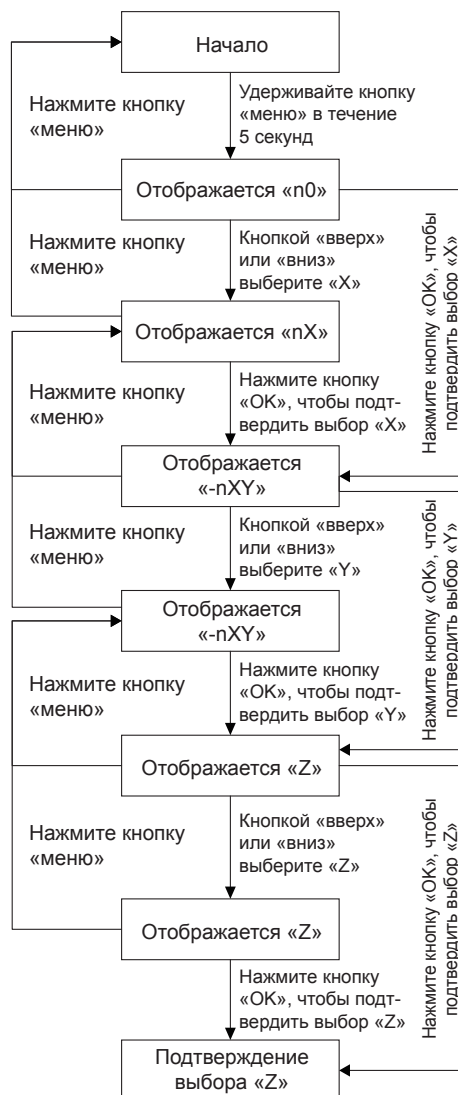 Начало
Нажмите кнопку
«меню»
Удерживайте кнопку
«меню» в течение
5 секунд
Отображается «n0»
Нажмите кнопку
«меню»
Кнопкой «вверх»
или «вниз»
выберите «X»
Нажмите кнопку «OK», чтобы
подтвердить выбор «X»
Отображается «nX»
Нажмите кнопку
«меню»
Нажмите кнопку
«OK», чтобы подт-
вердить выбор «X»
Отображается
«-nXY»
Нажмите кнопку
«меню»
Кнопкой «вверх»
или «вниз»
выберите «Y»
Нажмите кнопку «OK», чтобы
подтвердить выбор «Y»
Отображается
«-nXY»
Нажмите кнопку
«меню»
Нажмите кнопку
«OK», чтобы подт-
вердить выбор «Y»
Отображается «Z»
Нажмите кнопку
«меню»
Кнопкой «вверх»
или «вниз»
выберите «Z»
Нажмите кнопку «OK», чтобы
подтвердить выбор «Z»
Отображается «Z»
Нажмите кнопку
«OK», чтобы подт-
вердить выбор «Z»
Подтверждение
выбора «Z»